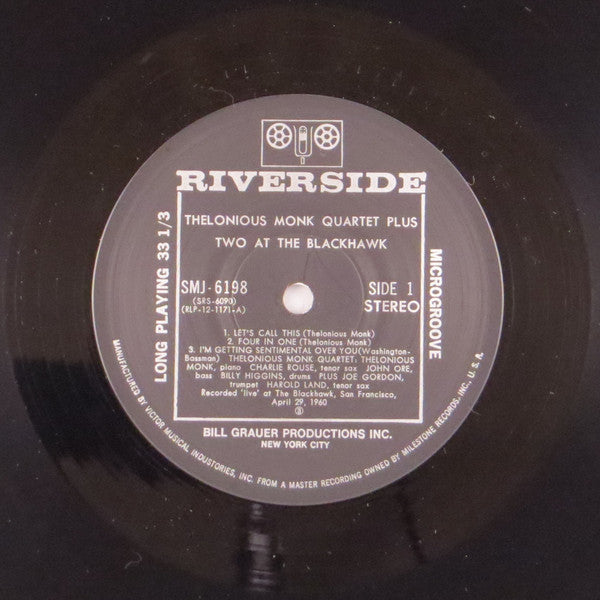 RIVERSIDE
THELONIOUS MONK QUARTET PLUS
TWO AT THE BLACKHAWK
SMJ-6198
(SRS-6090)
(RLP-12-1171-A)
SIDE 1
STEREO
1. LET'S CALL THIS (Thelonious Monk)
2. FOUR IN ONE (Thelonious Monk)
3. I'M GETTING SENTIMENTAL OVER YOU(Washington-
Bassman) THELONIOUS MONK QUARTET: THELONIOUS
MONK, piano CHARLIE ROUSE, tenor sax JOHN ORE,
bass BILLY HIGGINS, drums PLUS JOE GORDON,
trumpet HAROLD LAND, tenor sax
Recorded 'live' at The Blackhawk, San Francisco,
April 29, 1960
LONG PLAYING 33 1/3
MICROGROOVE
BILL GRAUER PRODUCTIONS INC.
NEW YORK CITY
MANUFACTURED BY VICTOR MUSICAL INDUSTORIES, INC. FROM A MASTER RECORDING OWNED BY MILESTONE RECORDS, INC. U. S. A.